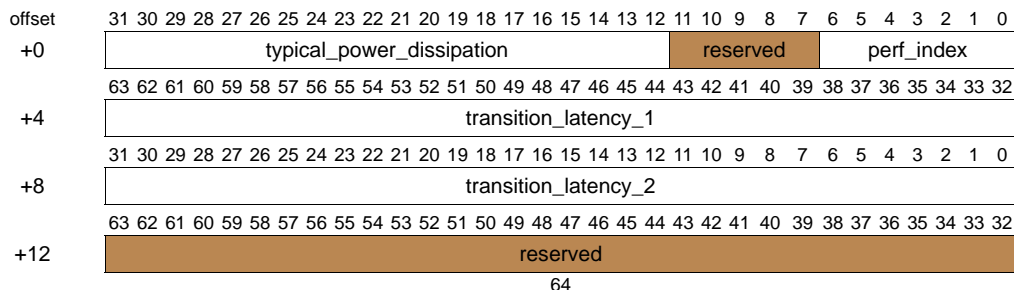 offset 31 30 29 28 27 26 25 24 23 22 21 20 19 18 17 16 15 14 13 12 11 10 9 8 7 6 5 4 3 2 1 0
+0 typical_power_dissipation reserved perf_index
63 62 61 60 59 58 57 56 55 54 53 52 51 50 49 48 47 46 45 44 43 42 41 40 39 38 37 36 35 34 33 32
+4 transition_latency_1
31 30 29 28 27 26 25 24 23 22 21 20 19 18 17 16 15 14 13 12 11 10 9 8 7 6 5 4 3 2 1 0
+8 transition_latency_2
63 62 61 60 59 58 57 56 55 54 53 52 51 50 49 48 47 46 45 44 43 42 41 40 39 38 37 36 35 34 33 32
+12 reserved
64